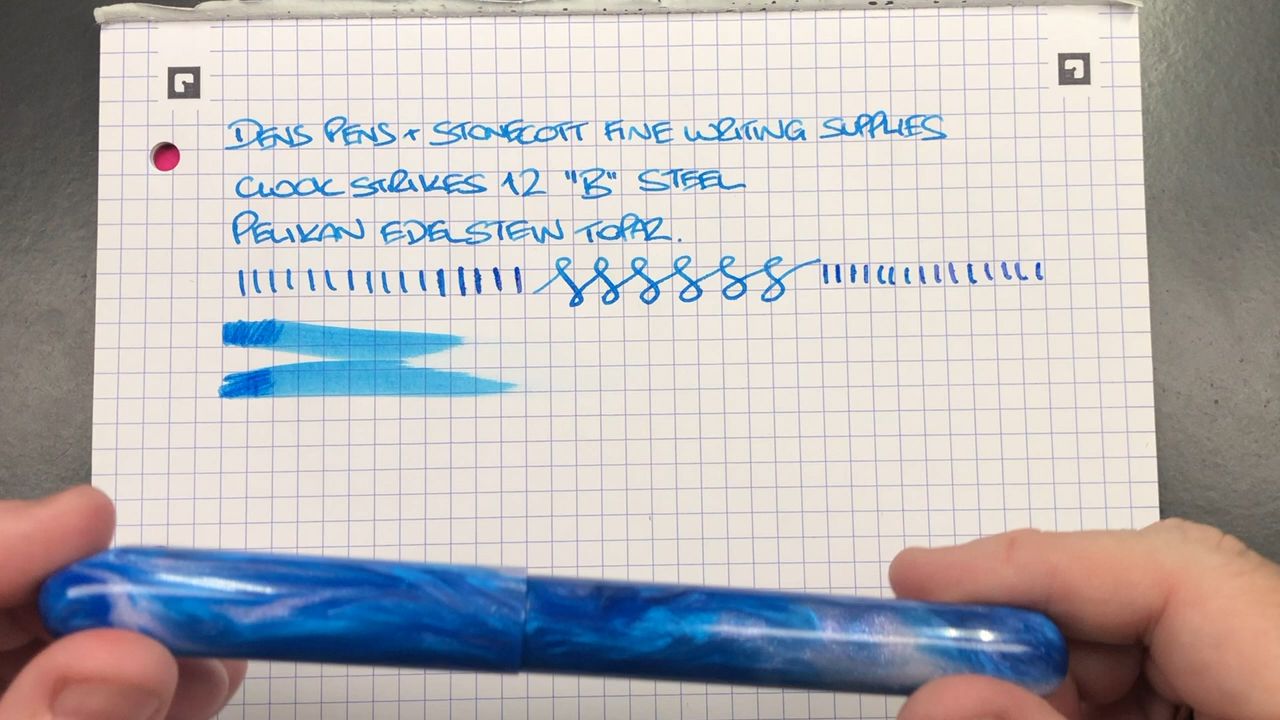 DENS PENS + STONECOTT FINE WRITING SUPPLIES
CLOCK STRIKES 12 "B" STEEL
PELIKAN EDELSTEIN TOPAZ.